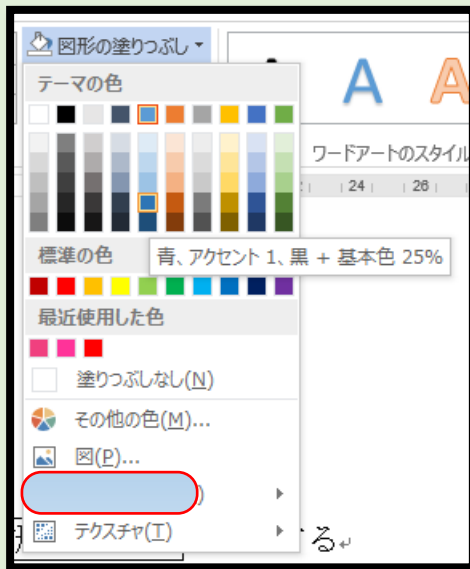 図形の塗りつぶし
A A
テーマの色
ワードアートのスタイル
24 26
標準の色
青、アクセント 1、黒 + 基本色 25%
最近使用した色
塗りつぶしなし(N)
その他の色(M)...
図(P)...
)
テクスチャ(T)
する